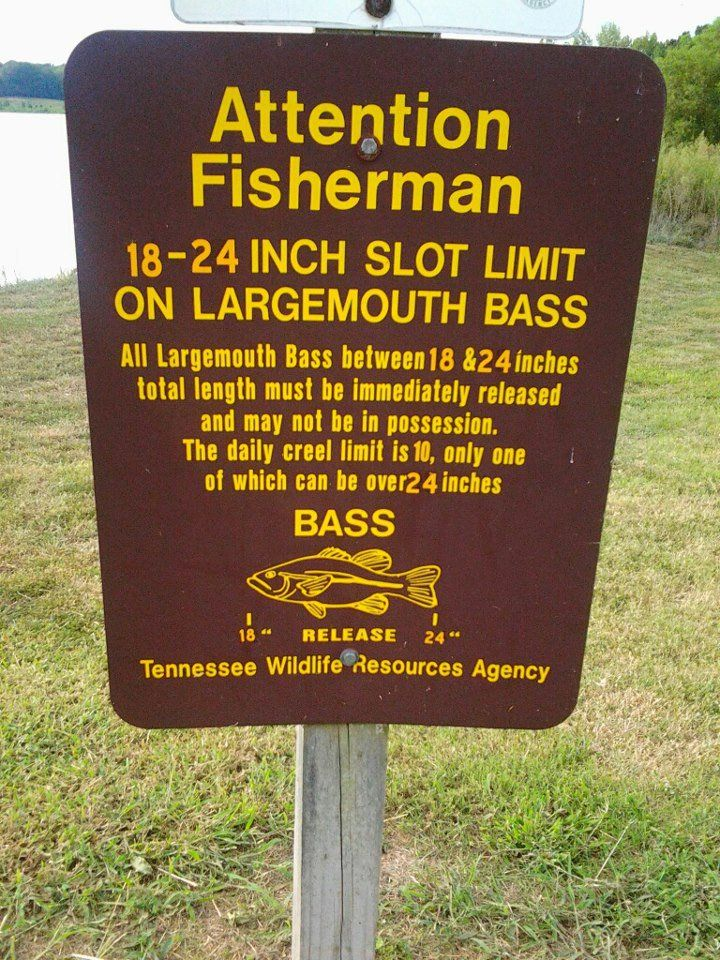 Attention
Fisherman
18-24 INCH SLOT LIMIT
ON LARGEMOUTH BASS
All Largemouth Bass between 18 & 24 inches
total length must be immediately released
and may not be in possession.
The daily creel limit is 10, only one
of which can be over 24 inches
BASS
18" RELEASE 24"
Tennessee Wildlife Resources Agency